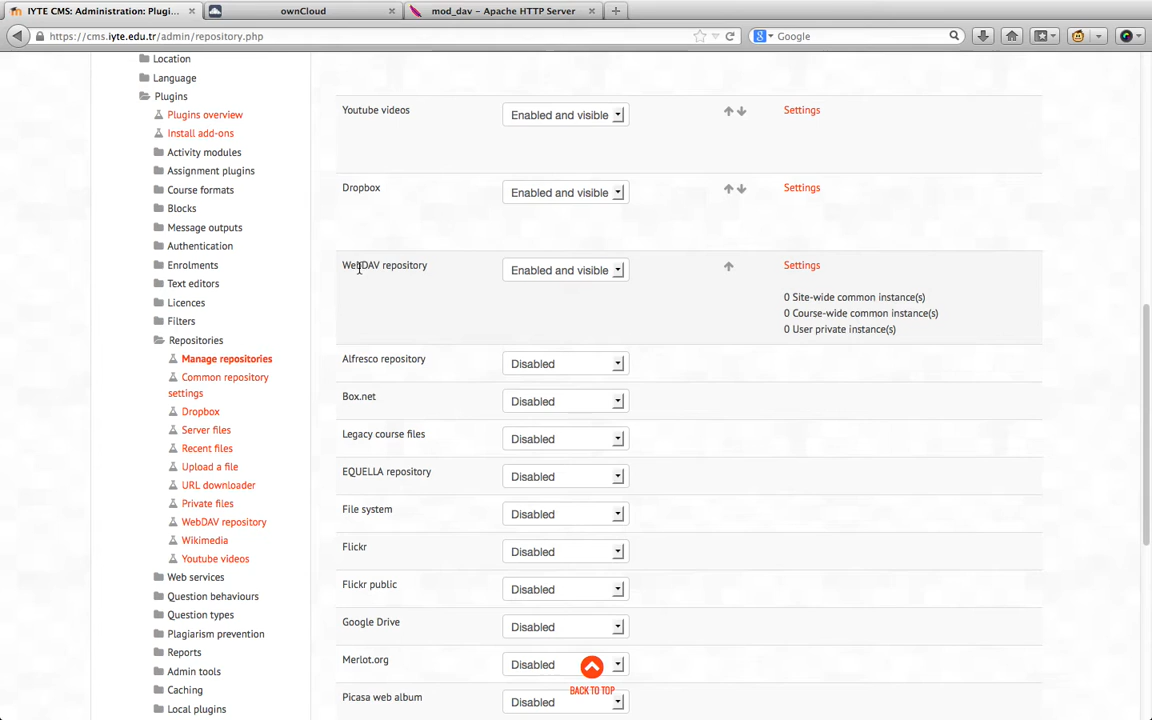 IYTE CMS: Administration: Plugi...
ownCloud
mod_dav - Apache HTTP Server
https://cms.iyte.edu.tr/admin/repository.php
Google
Location
Language
Plugins
Plugins overview
Install add-ons
Activity modules
Assignment plugins
Course formats
Blocks
Message outputs
Authentication
Enrolments
Text editors
Licences
Filters
Repositories
Manage repositories
Common repository
settings
Dropbox
Server files
Recent files
Upload a file
URL downloader
Private files
WebDAV repository
Wikimedia
Youtube videos
Web services
Question behaviours
Question types
Plagiarism prevention
Reports
Admin tools
Caching
Local plugins
Youtube videos Enabled and visible Settings
Dropbox Enabled and visible Settings
WebDAV repository Enabled and visible Settings
0 Site-wide common instance(s)
0 Course-wide common instance(s)
0 User private instance(s)
Alfresco repository Disabled
Box.net Disabled
Legacy course files Disabled
EQUELLA repository Disabled
File system Disabled
Flickr Disabled
Flickr public Disabled
Google Drive Disabled
Merlot.org Disabled
Picasa web album Disabled
BACK TO TOP